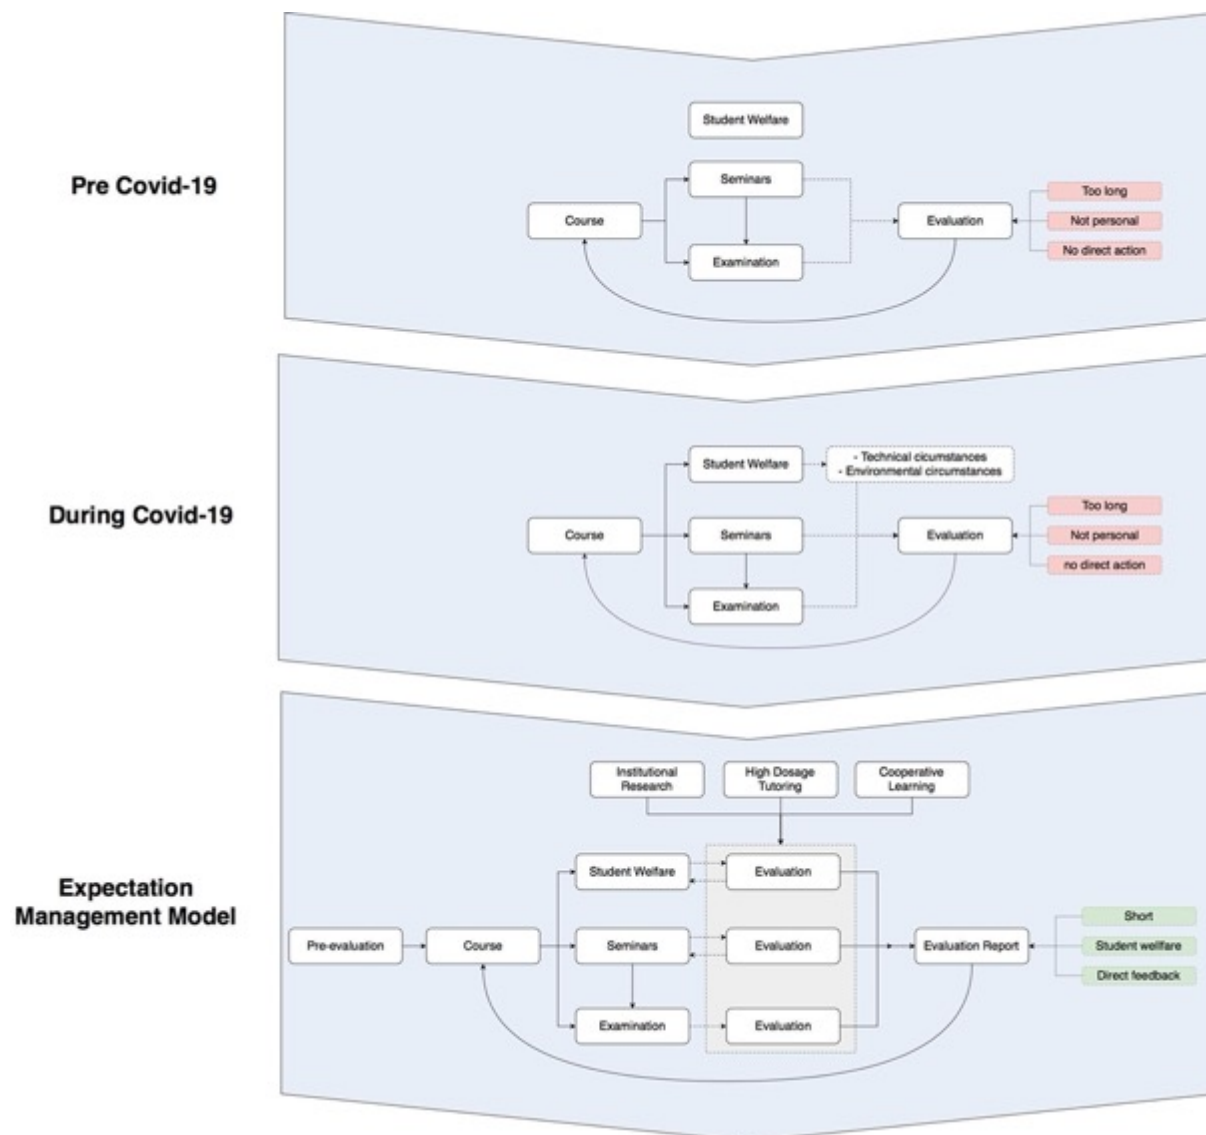 Pre Covid-19
Student Welfare
Seminars
Course
Examination
Evaluation
Too long
Not personal
No direct action
During Covid-19
Student Welfare
- Technical cicumstances
- Environmental circumstances
Course
Seminars
Examination
Evaluation
Too long
Not personal
no direct action
Expectation
Management Model
Institutional
Research
High Dosage
Tutoring
Cooperative
Learning
Student Welfare
Evaluation
Pre-evaluation
Course
Seminars
Evaluation
Evaluation Report
Examination
Evaluation
Short
Student wellfare
Direct feedback